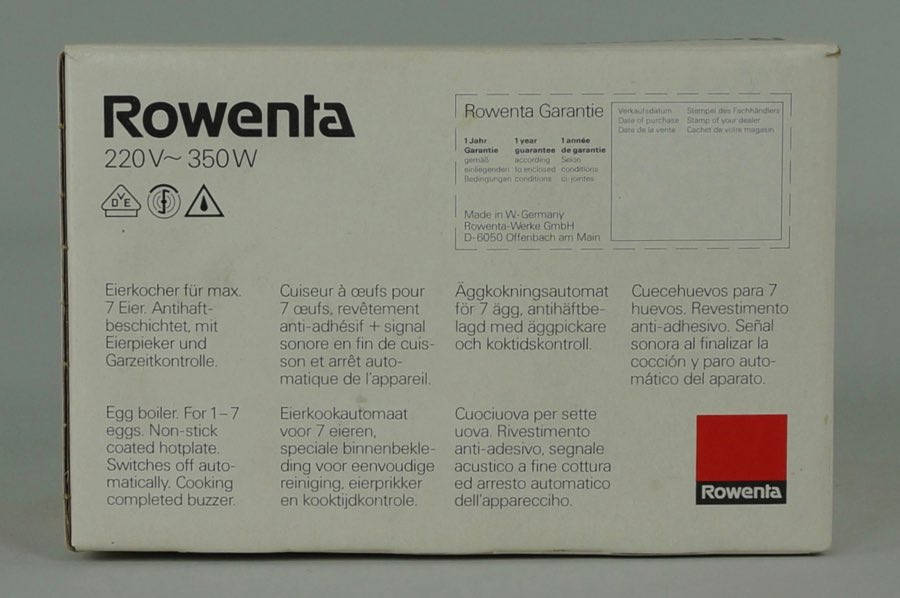 Rowenta
220V~ 350W
DVE
Rowenta Garantie
1 Jahr
Garantie
gemäß
einliegenden
Bedingungen
1 year
guarantee
according
to enclosed
conditions
1 année
de garantie
Selon
conditions
ci-jointes
Made in W.-Germany
Rowenta-Werke GmbH
D-6050 Offenbach am Main
Verkaufsdatum
Date of purchase
Date de la vente
Stempel des Fachhändlers
Stamp of your dealer
Cachet de votre magasin
Eierkocher für max.
7 Eier. Antihaft-
beschichtet, mit
Eierpieker und
Garzeitkontrolle.
Cuiseur à œufs pour
7 œufs, revêtement
anti-adhésif + signal
sonore en fin de cuis-
son et arrêt auto-
matique de l'appareil.
Äggkokningsautomat
för 7 ägg, antihäftbe-
lagd med äggpickare
och koktidskontroll.
Cuecehuevos para 7
huevos. Revestimento
anti-adhesivo. Señal
sonora al finalizar la
cocción y paro auto-
mático del aparato.
Egg boiler. For 1–7
eggs. Non-stick
coated hotplate.
Switches off auto-
matically. Cooking
completed buzzer.
Eierkookautomaat
voor 7 eieren,
speciale binnenbekle-
ding voor eenvoudige
reiniging, eierprikker
en kooktijdkontrole.
Cuociuova per sette
uova. Rivestimento
anti-adesivo, segnale
acustico a fine cottura
ed arresto automatico
dell'apparecciho.
Rowenta